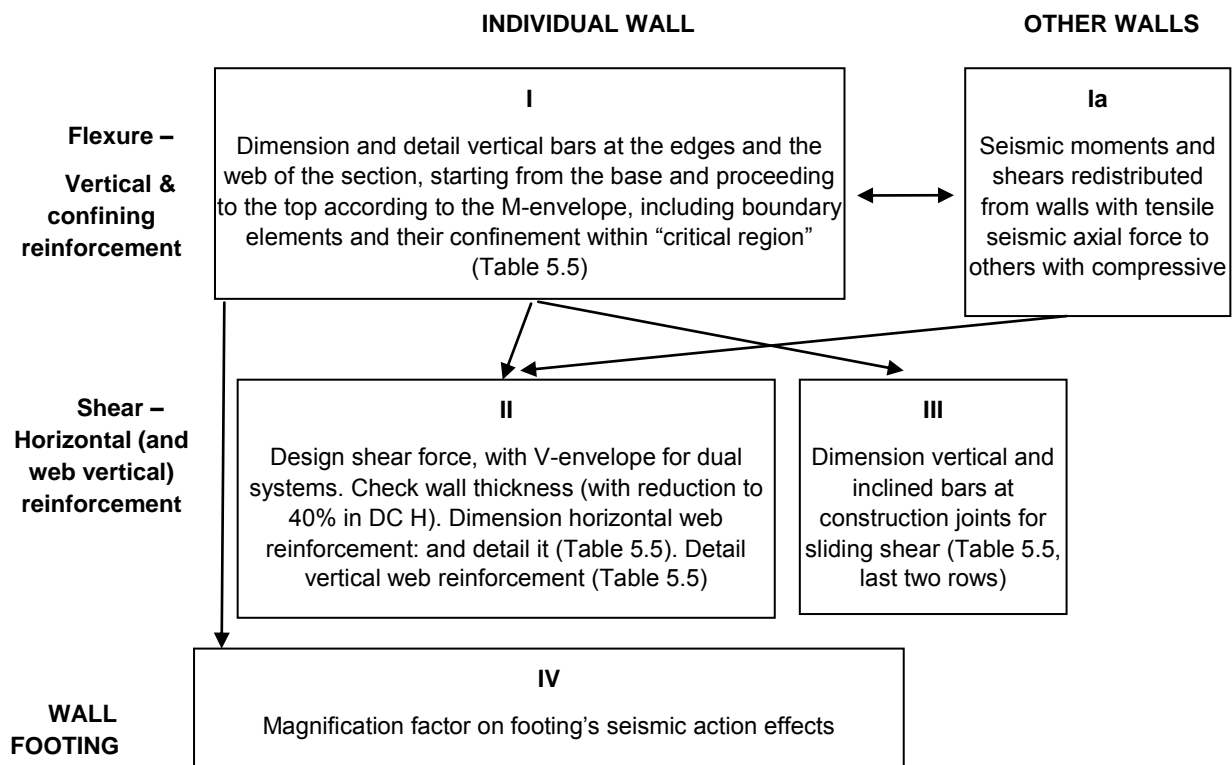 INDIVIDUAL WALL
OTHER WALLS
Flexure –
Vertical &
confining
reinforcement
I
Dimension and detail vertical bars at the edges and the
web of the section, starting from the base and proceeding
to the top according to the M-envelope, including boundary
elements and their confinement within “critical region”
(Table 5.5)
Ia
Seismic moments and
shears redistributed
from walls with tensile
seismic axial force to
others with compressive
Shear –
Horizontal (and
web vertical)
reinforcement
II
Design shear force, with V-envelope for dual
systems. Check wall thickness (with reduction to
40% in DC H). Dimension horizontal web
reinforcement: and detail it (Table 5.5). Detail
vertical web reinforcement (Table 5.5)
III
Dimension vertical and
inclined bars at
construction joints for
sliding shear (Table 5.5,
last two rows)
WALL
FOOTING
IV
Magnification factor on footing’s seismic action effects